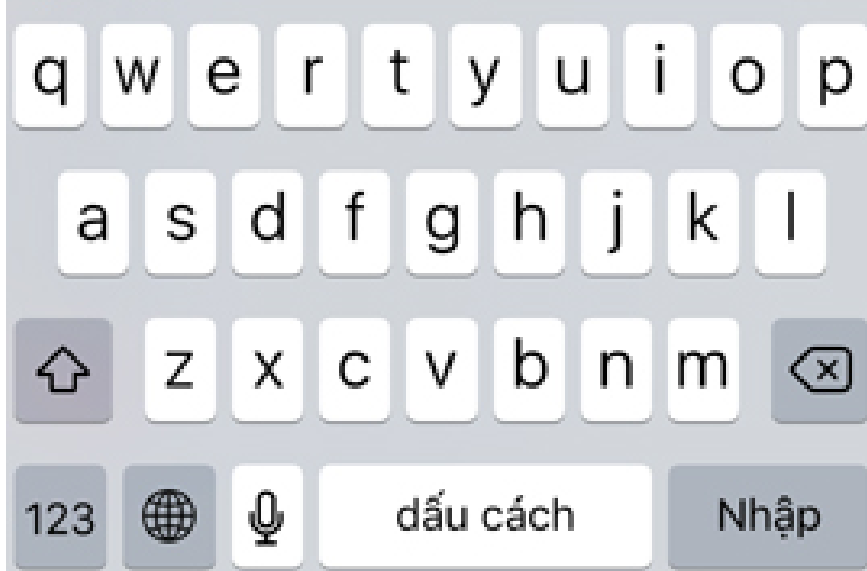 q w e r t y u i o p
a s d f g h j k l
z x c v b n m
123 dấu cách Nhập